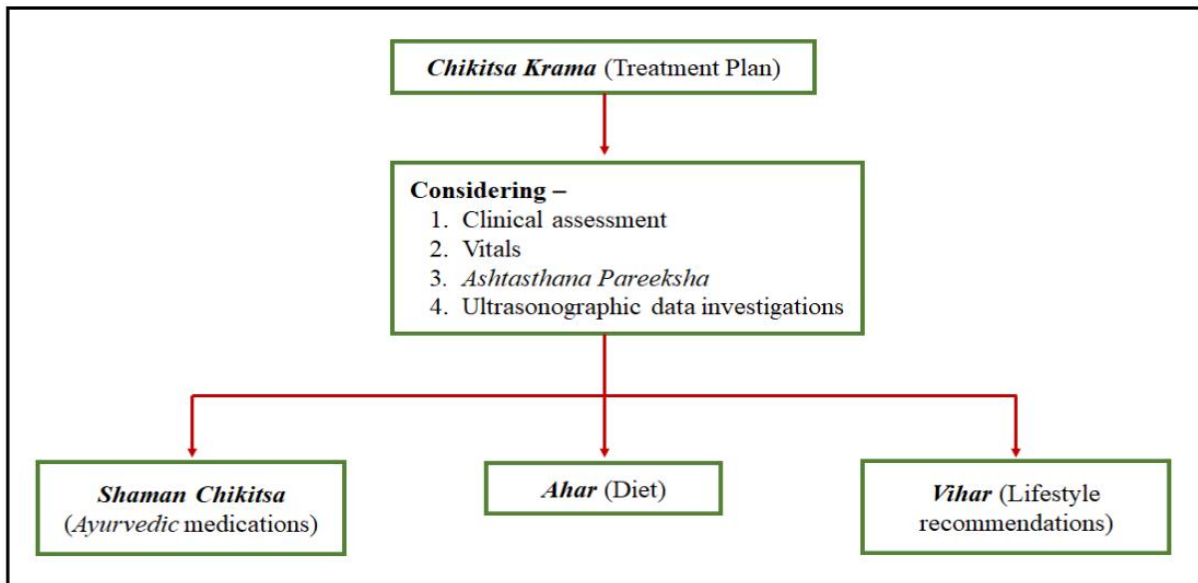 Chikitsa Krama (Treatment Plan)
Considering –
1. Clinical assessment
2. Vitals
3. Ashtasthana Pareeksha
4. Ultrasonographic data investigations
Shaman Chikitsa
(Ayurvedic medications)
Ahar (Diet)
Vihar (Lifestyle
recommendations)